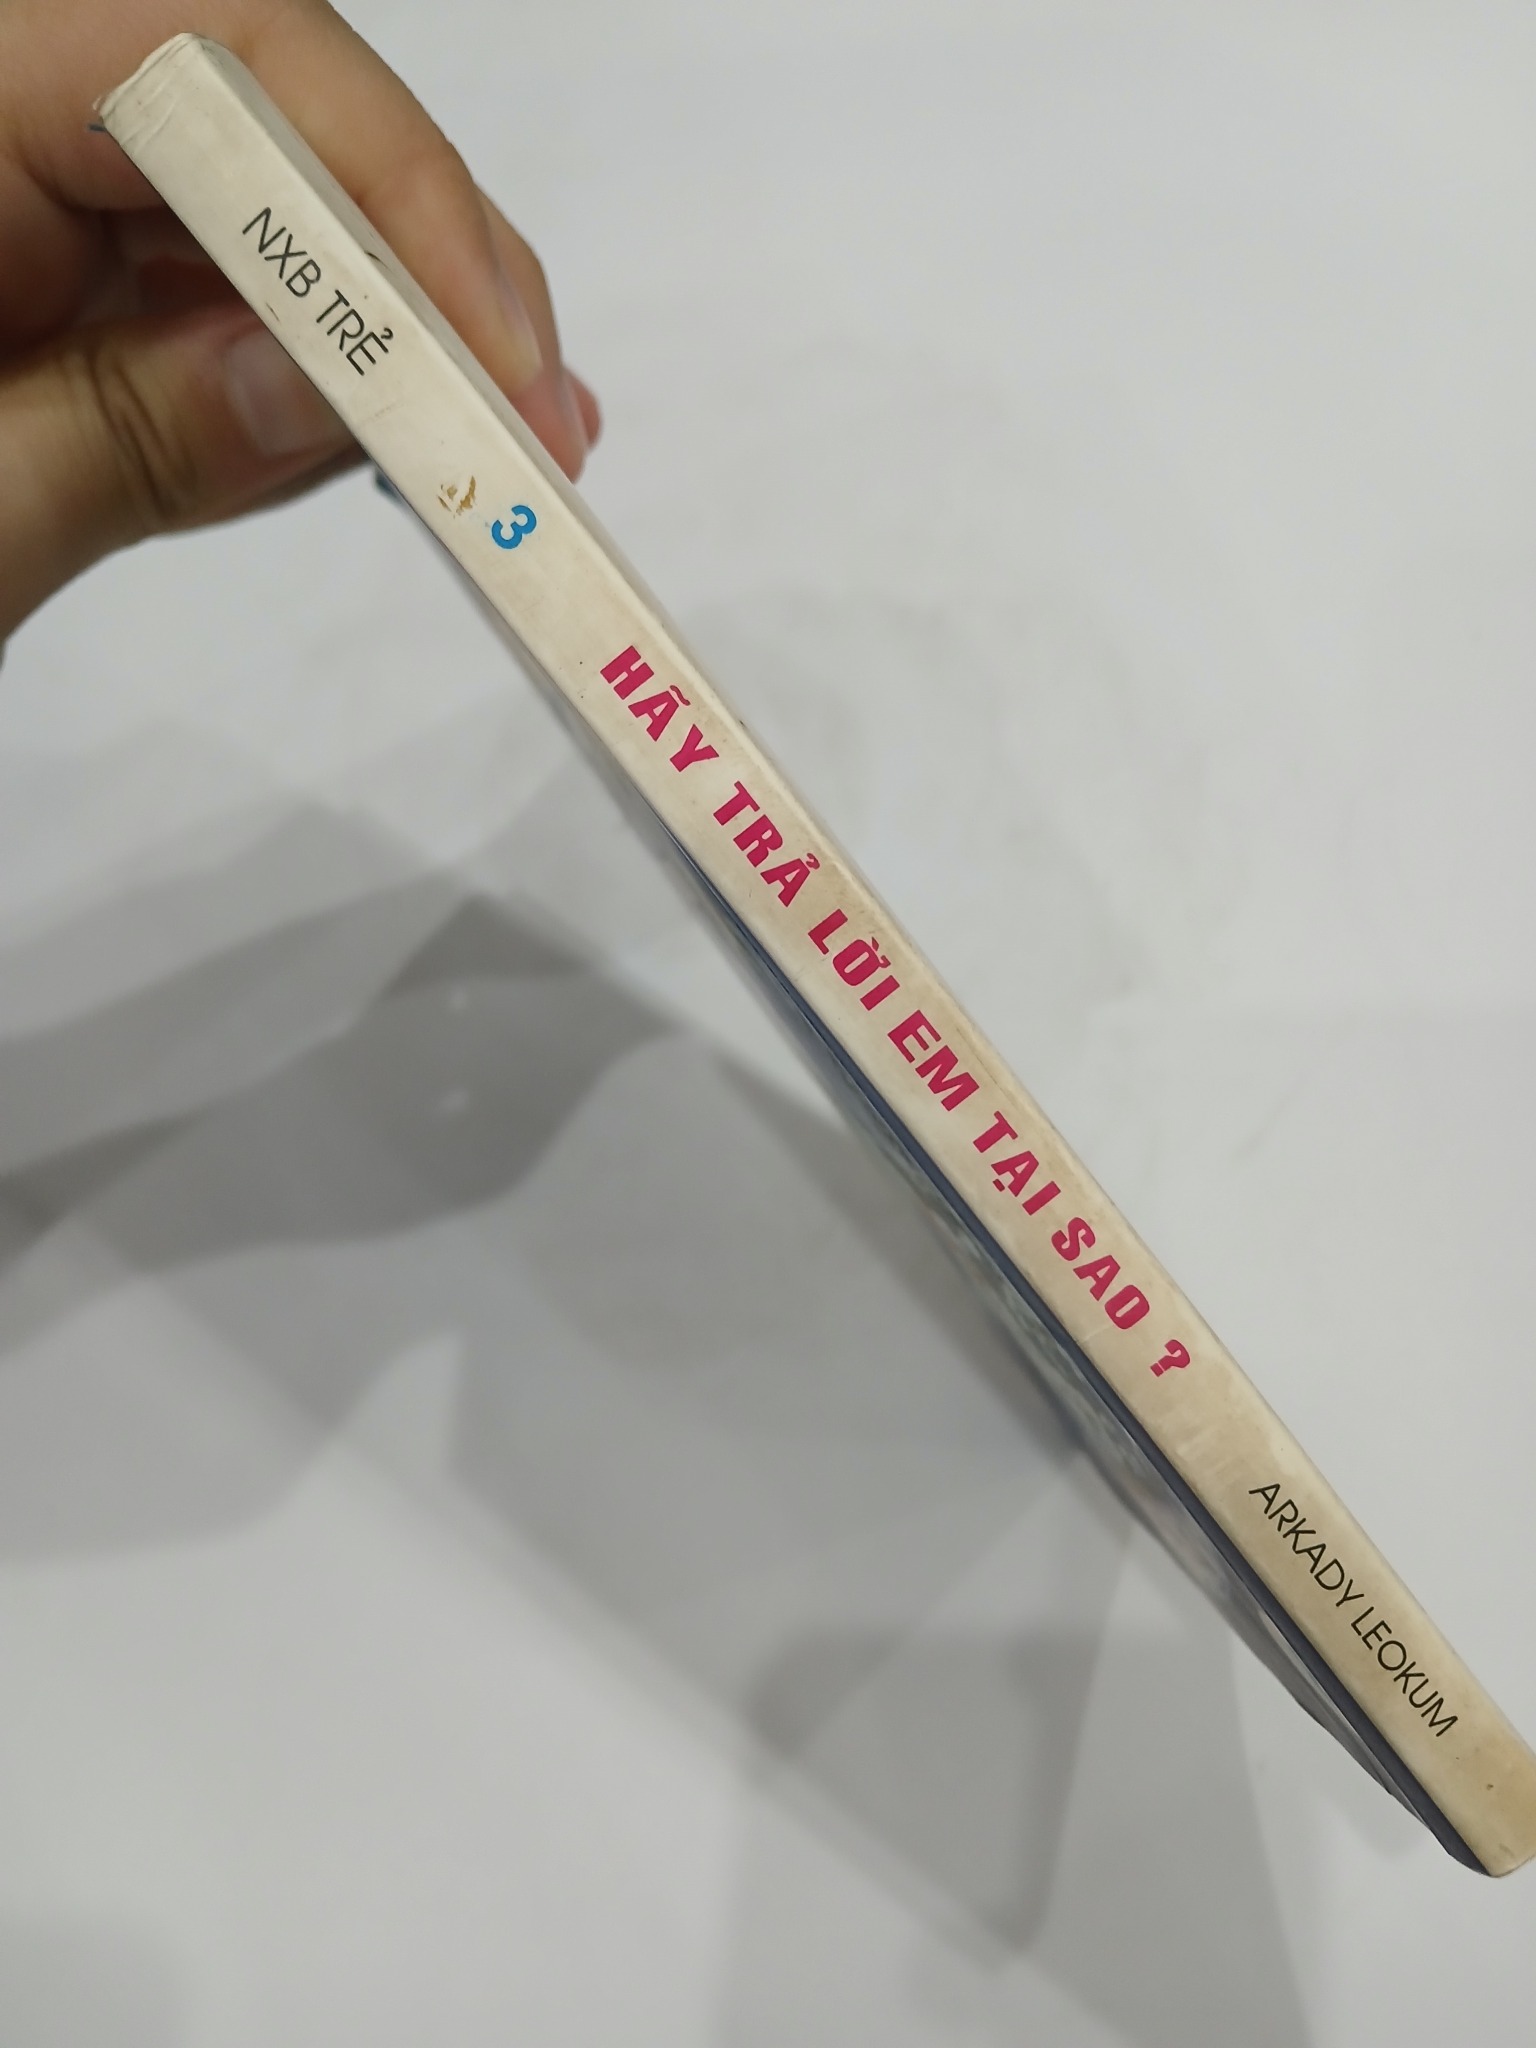 NXB TRẺ
3
HÃY TRẢ LỜI EM TẠI SAO ?
ARKADY LEOKUM